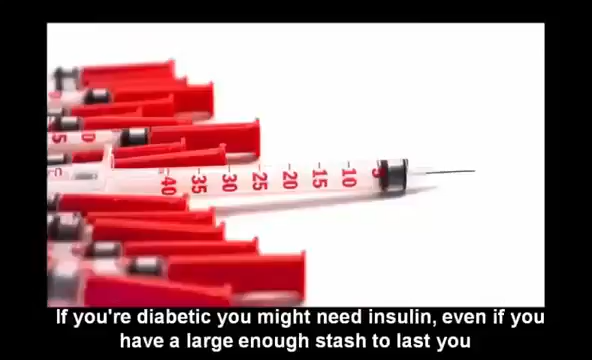 -40 -35 -30 -25 -20 -15 -10 5
If you're diabetic you might need insulin, even if you
have a large enough stash to last you